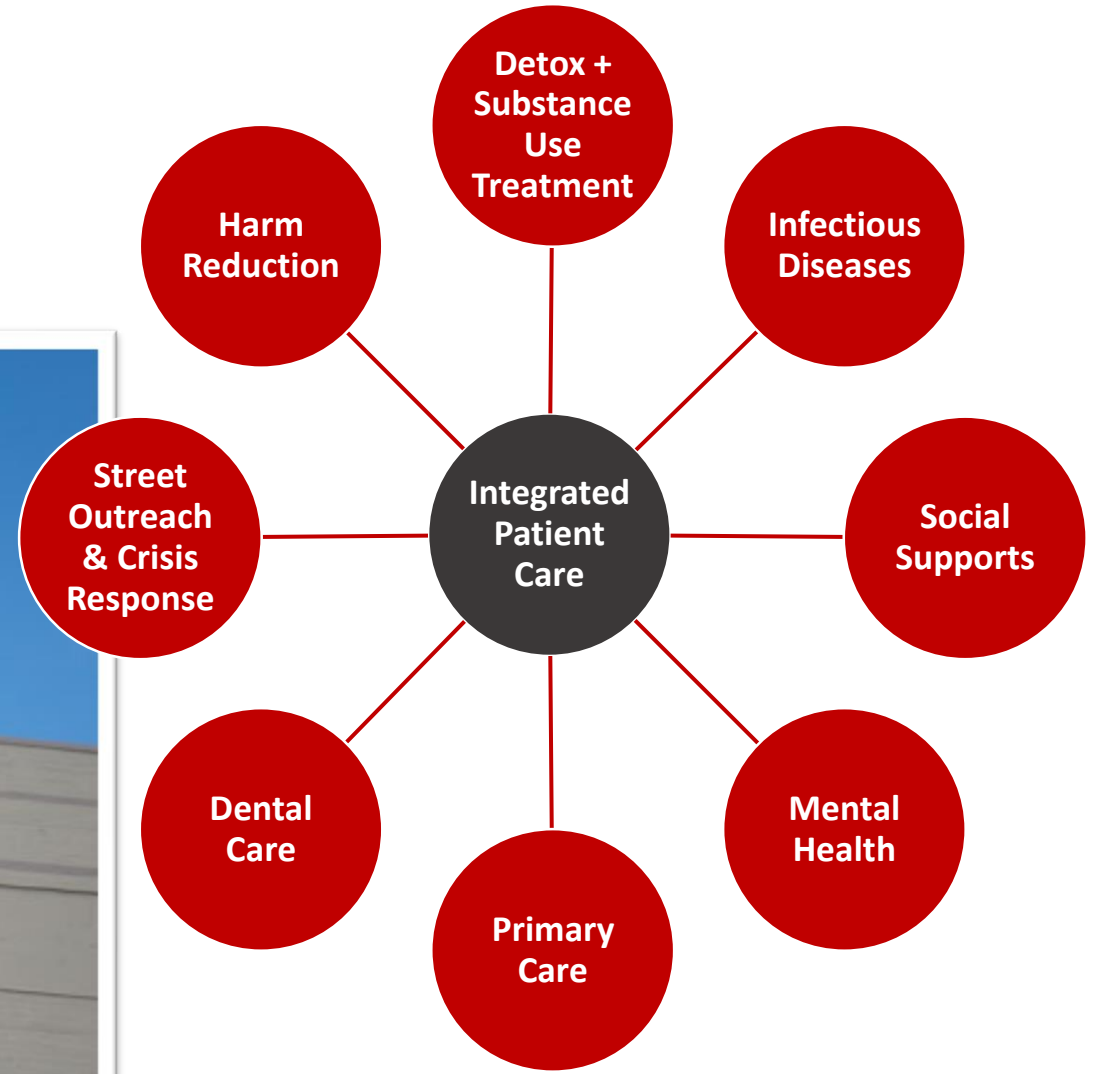 Detox +
Substance
Use
Treatment
Harm
Reduction
Infectious
Diseases
Street
Outreach
& Crisis
Response
Integrated
Patient
Care
Social
Supports
Dental
Care
Mental
Health
Primary
Care